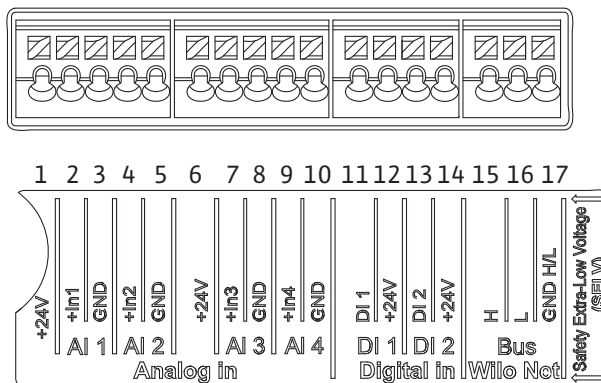 1 2 3 4 5 6 7 8 9 10 11 12 13 14 15 16 17
+24V +In1 GND +In2 GND +24V +In3 GND +In4 GND DI 1 +24V DI 2 +24V H L GND H/L
AI 1 AI 2 AI 3 AI 4 DI 1 DI 2 Bus
Analog in Digital in Wilo Net
Safety Extra-Low Voltage
(SELV)